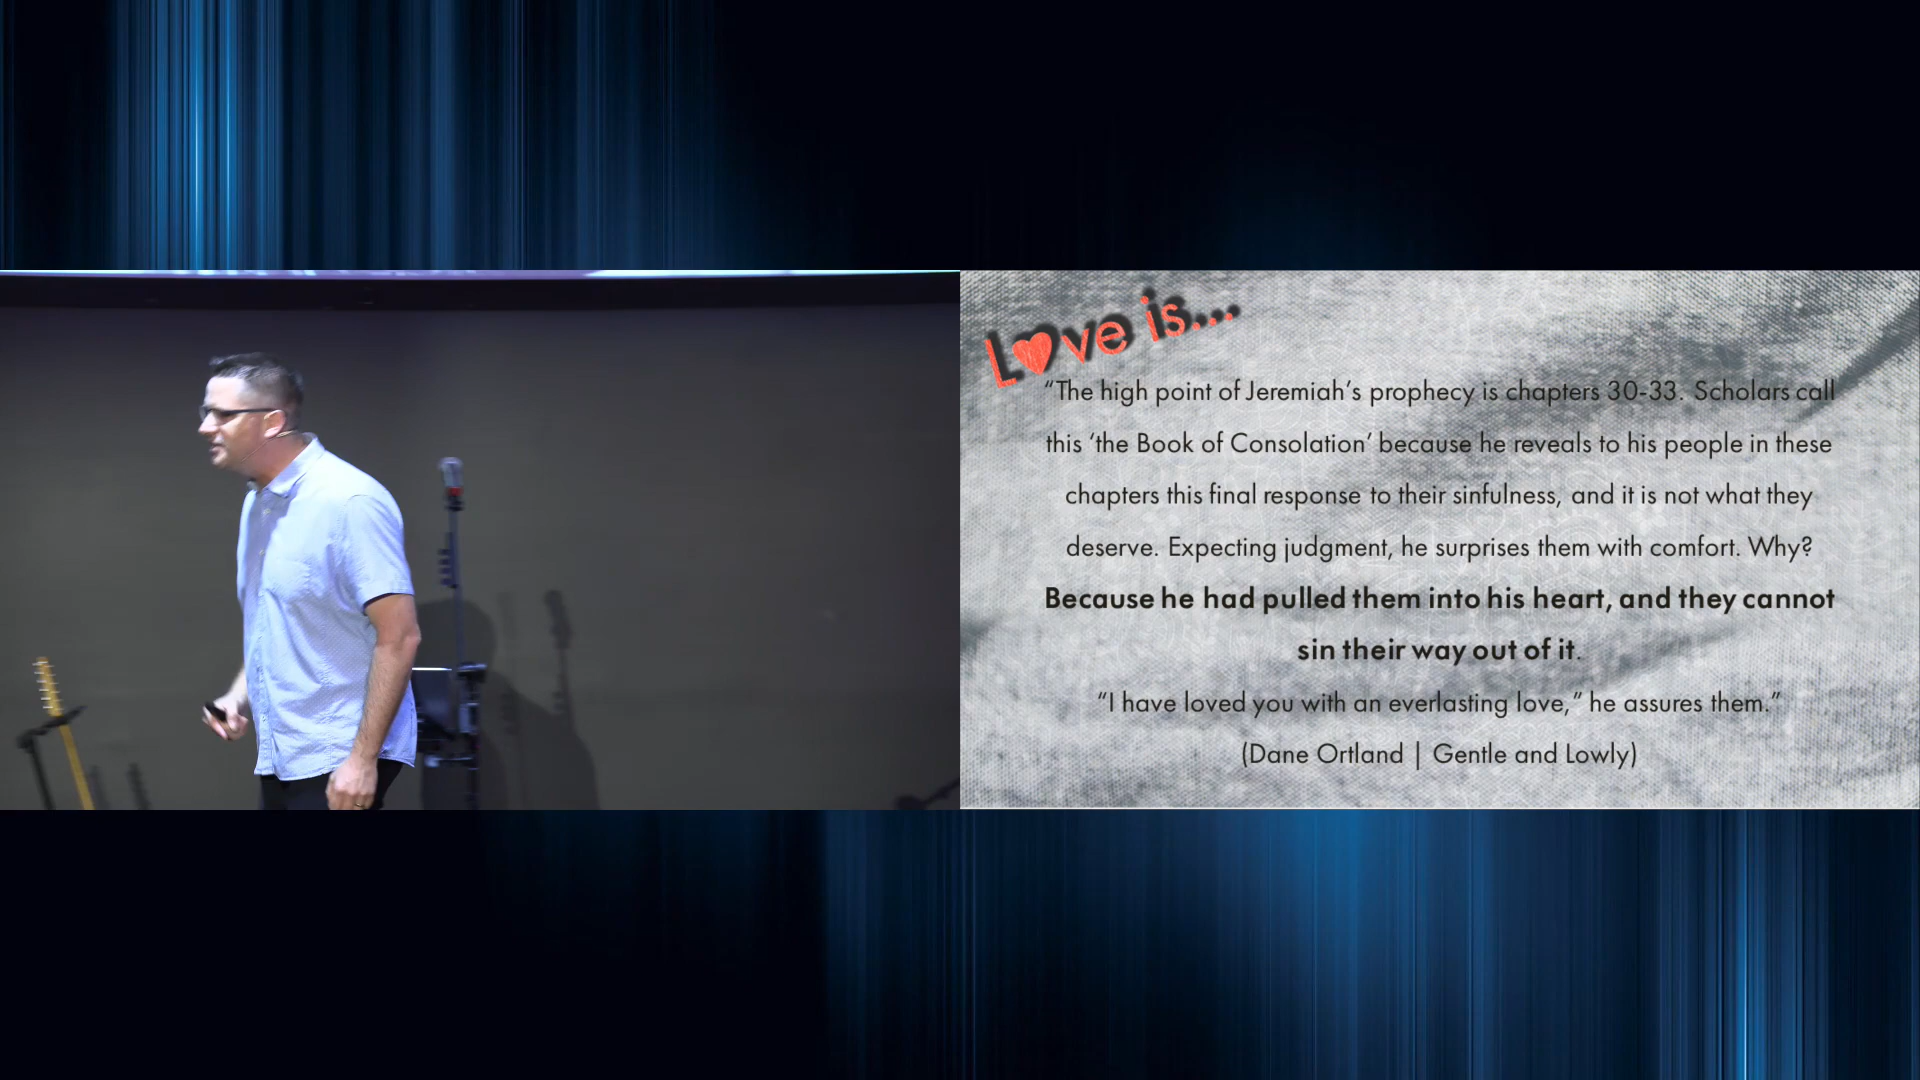 Love is...
“The high point of Jeremiah’s prophecy is chapters 30-33. Scholars call
this ‘the Book of Consolation’ because he reveals to his people in these
chapters this final response to their sinfulness, and it is not what they
deserve. Expecting judgment, he surprises them with comfort. Why?
Because he had pulled them into his heart, and they cannot
sin their way out of it.
“I have loved you with an everlasting love,” he assures them.”
(Dane Ortland | Gentle and Lowly)